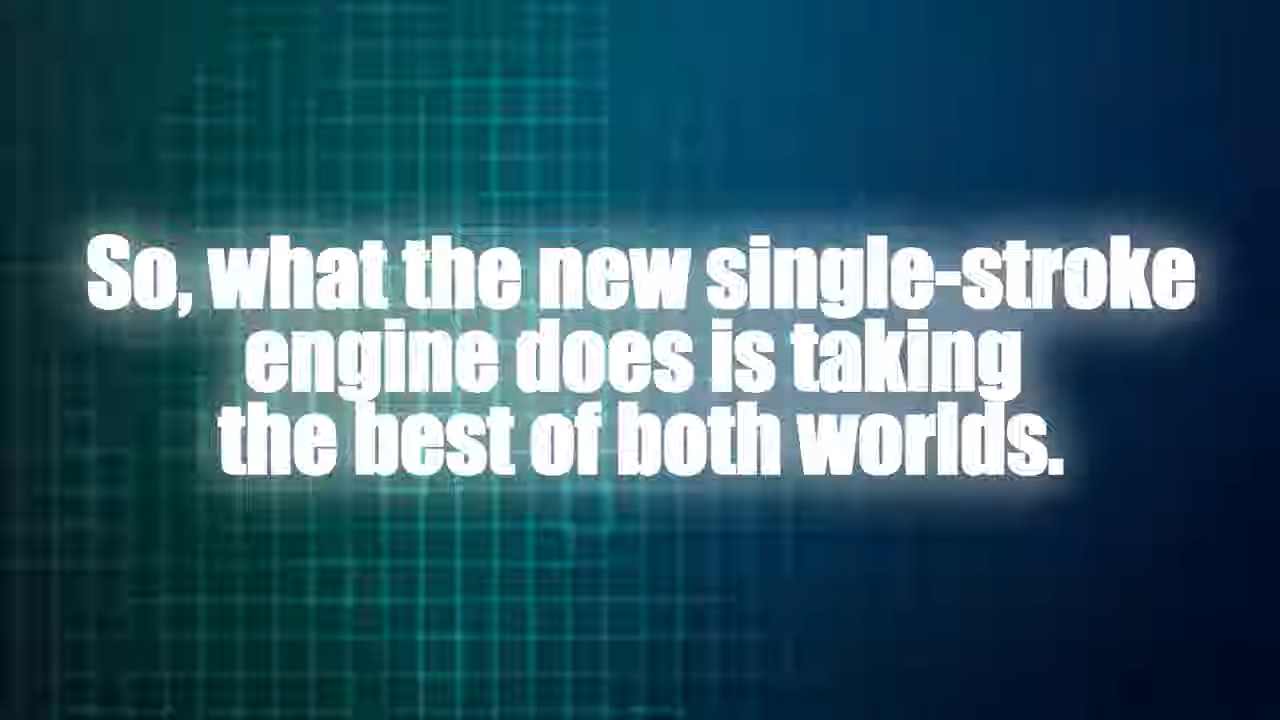 So, what the new single-stroke
engine does is taking
the best of both worlds.